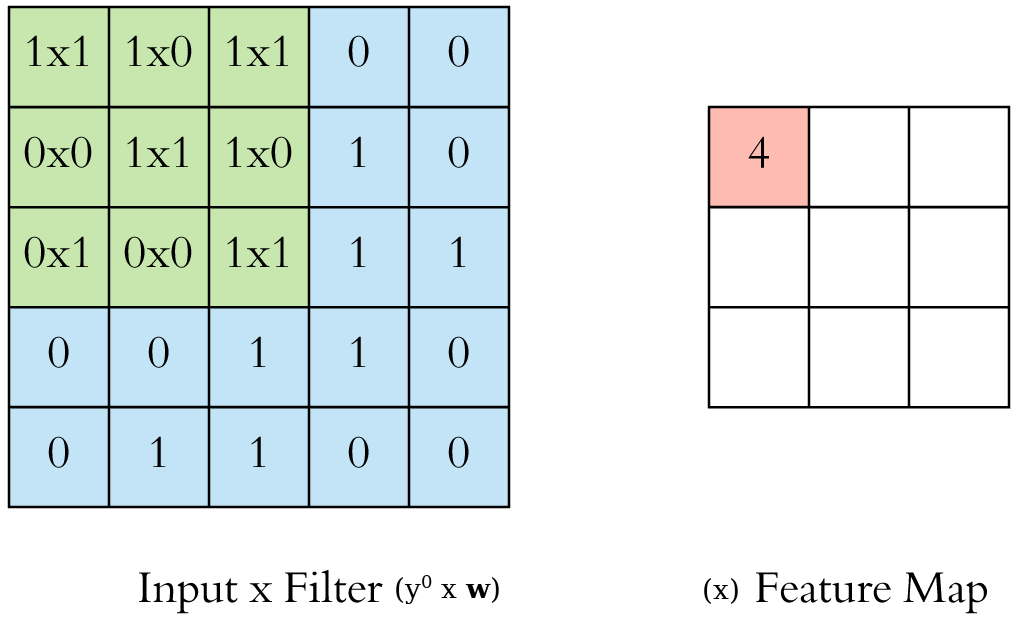 1x1 1x0 1x1 0 0
0x0 1x1 1x0 1 0
4
0x1 0x0 1x1 1 1
0 0 1 1 0
0 1 1 0 0
Input x Filter (y⁰ x w)
(x) Feature Map